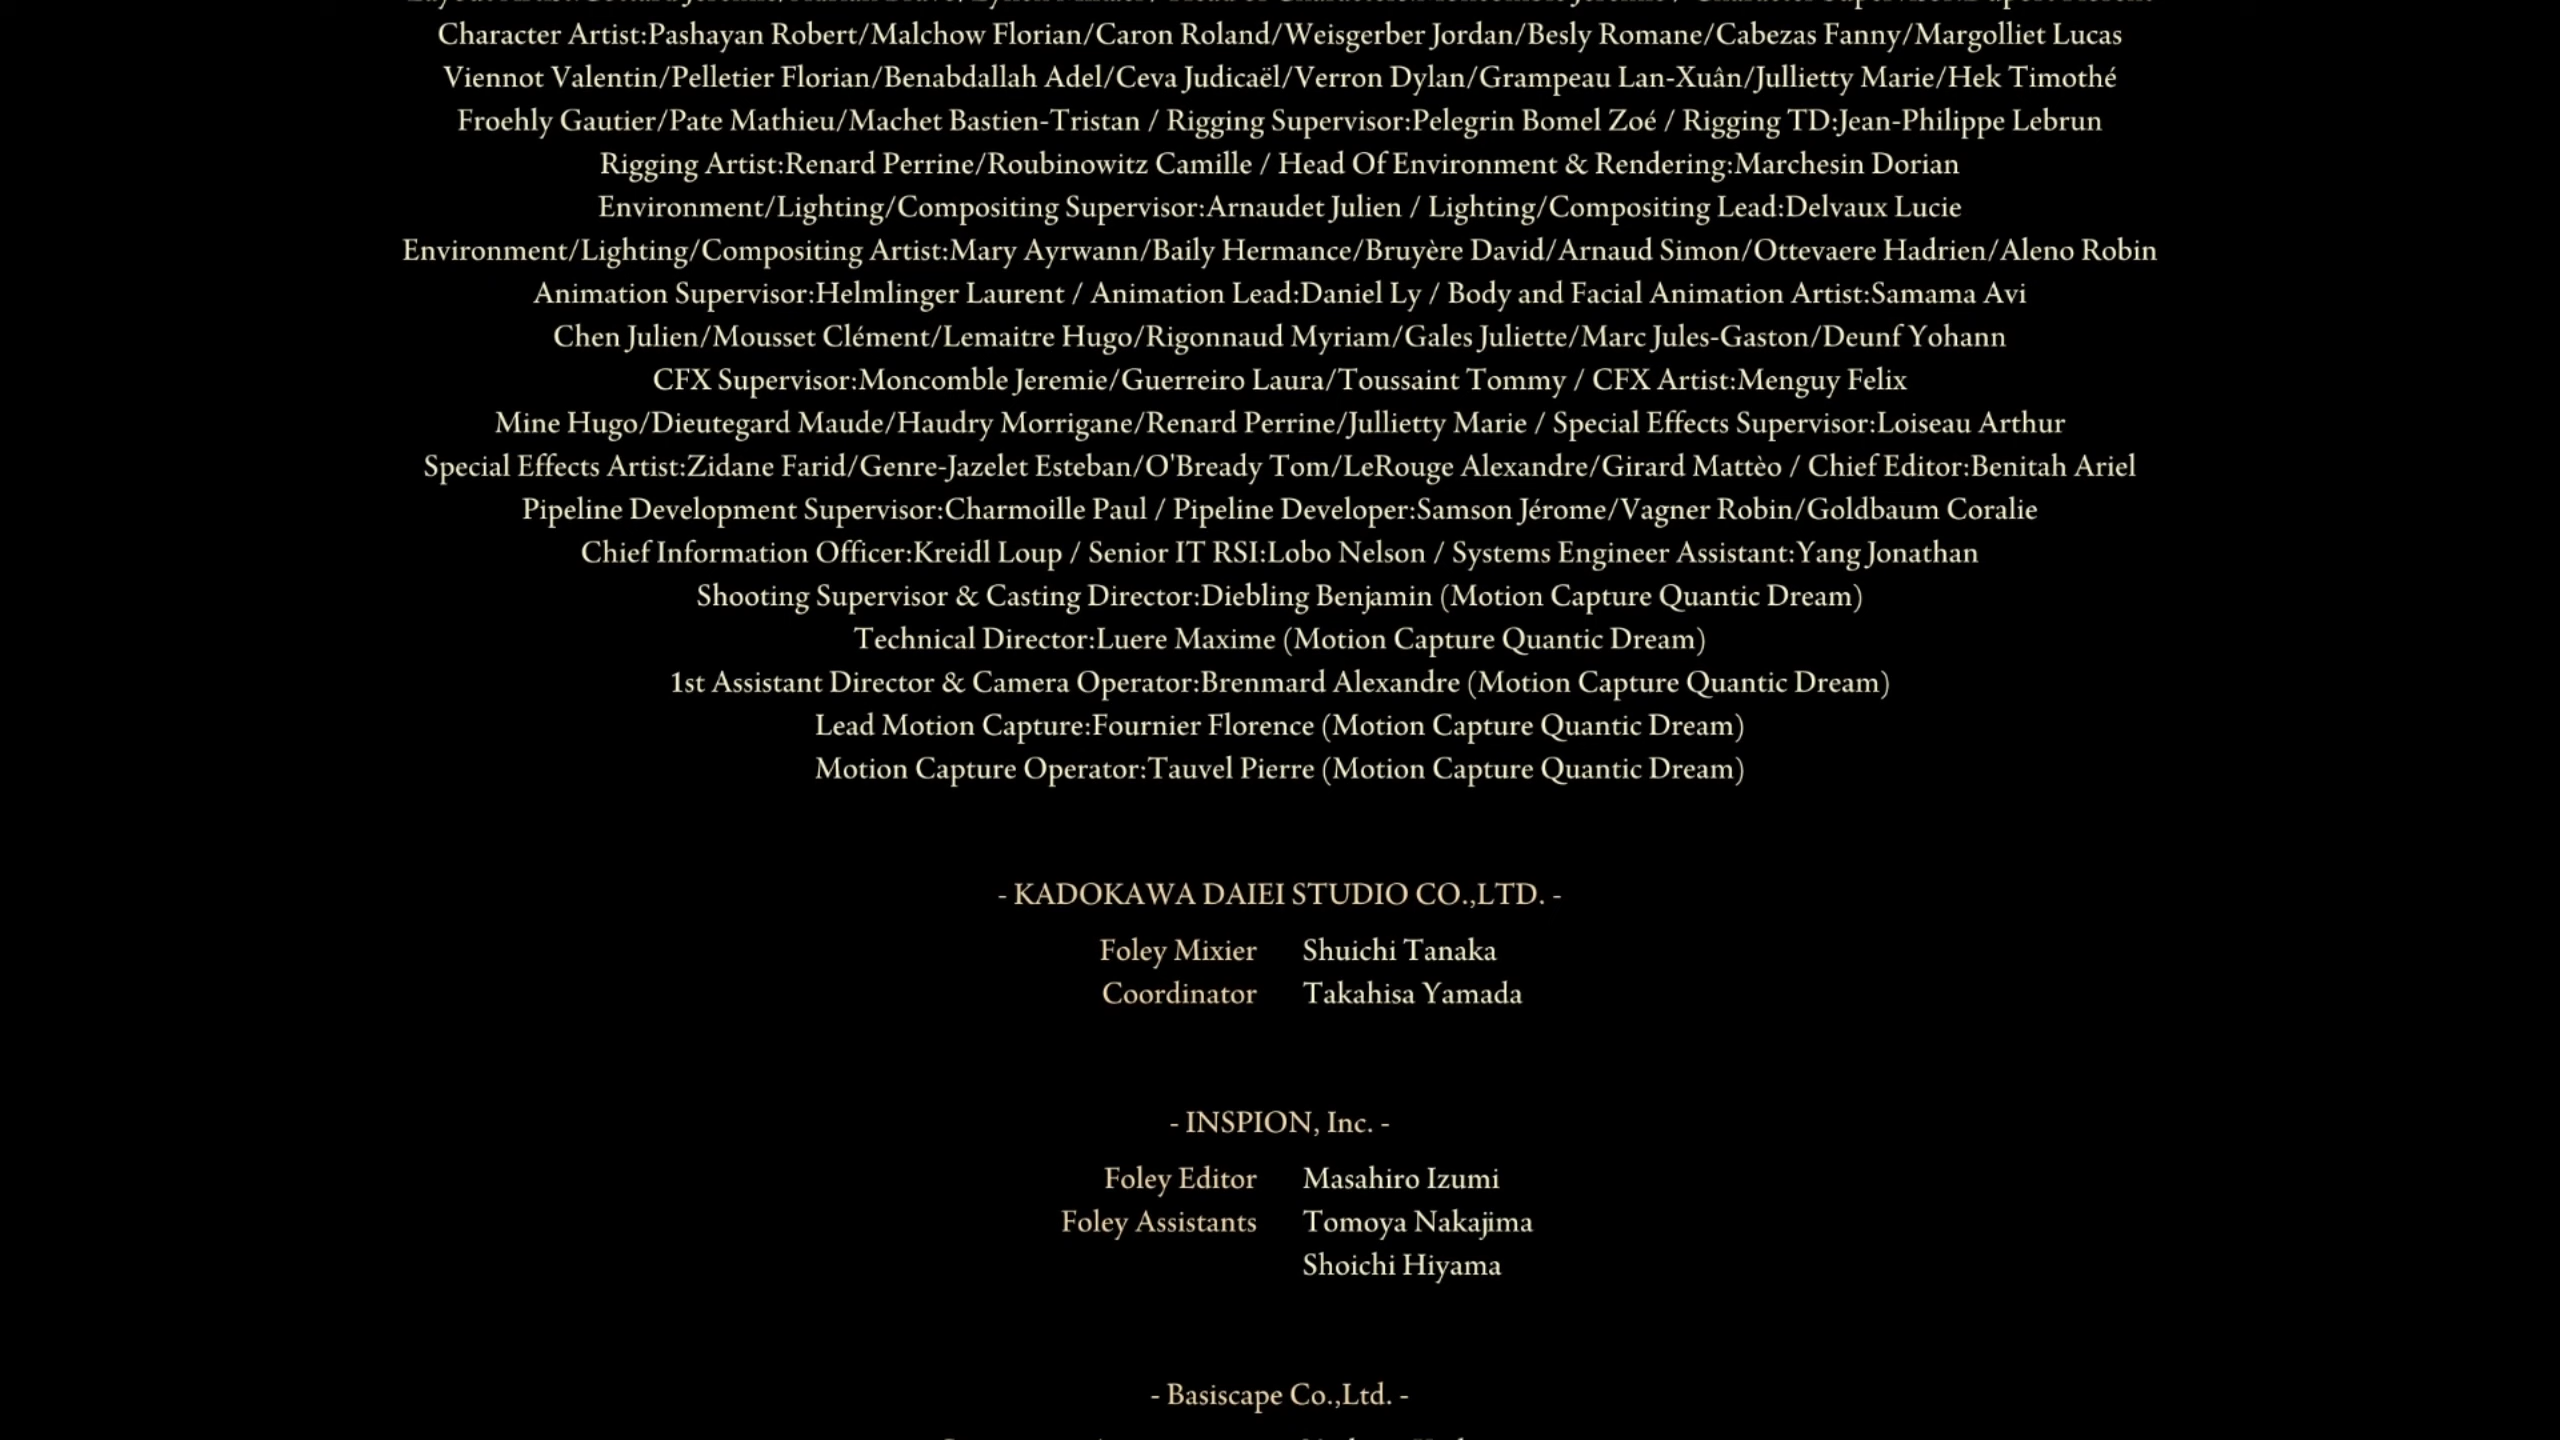 Character Artist:Pashayan Robert/Malchow Florian/Caron Roland/Weisgerber Jordan/Besly Romane/Cabezas Fanny/Margolliet Lucas
Viennot Valentin/Pelletier Florian/Benabdallah Adel/Ceva Judicaël/Verron Dylan/Grampeau Lan-Xuân/Jullietty Marie/Hek Timothé
Froehly Gautier/Pate Mathieu/Machet Bastien-Tristan / Rigging Supervisor:Pelegrin Bomel Zoé / Rigging TD:Jean-Philippe Lebrun
Rigging Artist:Renard Perrine/Roubinowitz Camille / Head Of Environment & Rendering:Marchesin Dorian
Environment/Lighting/Compositing Supervisor:Arnaudet Julien / Lighting/Compositing Lead:Delvaux Lucie
Environment/Lighting/Compositing Artist:Mary Ayrwann/Baily Hermance/Bruyère David/Arnaud Simon/Ottevaere Hadrien/Aleno Robin
Animation Supervisor:Helmlinger Laurent / Animation Lead:Daniel Ly / Body and Facial Animation Artist:Samama Avi
Chen Julien/Mousset Clément/Lemaitre Hugo/Rigonnaud Myriam/Gales Juliette/Marc Jules-Gaston/Deunf Yohann
CFX Supervisor:Moncomble Jeremie/Guerreiro Laura/Toussaint Tommy / CFX Artist:Menguy Felix
Mine Hugo/Dieutegard Maude/Haudry Morrigane/Renard Perrine/Jullietty Marie / Special Effects Supervisor:Loiseau Arthur
Special Effects Artist:Zidane Farid/Genre-Jazelet Esteban/O'Bready Tom/LeRouge Alexandre/Girard Mattèo / Chief Editor:Benitah Ariel
Pipeline Development Supervisor:Charmoille Paul / Pipeline Developer:Samson Jérome/Vagner Robin/Goldbaum Coralie
Chief Information Officer:Kreidl Loup / Senior IT RSI:Lobo Nelson / Systems Engineer Assistant:Yang Jonathan
Shooting Supervisor & Casting Director:Diebling Benjamin (Motion Capture Quantic Dream)
Technical Director:Luere Maxime (Motion Capture Quantic Dream)
1st Assistant Director & Camera Operator:Brenmard Alexandre (Motion Capture Quantic Dream)
Lead Motion Capture:Fournier Florence (Motion Capture Quantic Dream)
Motion Capture Operator:Tauvel Pierre (Motion Capture Quantic Dream)
- KADOKAWA DAIEI STUDIO CO.,LTD. -
Foley Mixier Shuichi Tanaka
Coordinator Takahisa Yamada
- INSPION, Inc. -
Foley Editor Masahiro Izumi
Foley Assistants Tomoya Nakajima
Shoichi Hiyama
- Basiscape Co.,Ltd. -